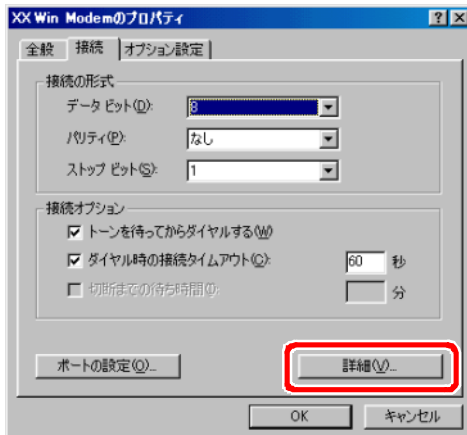 XX Win Modemのプロパティ
全般 接続 オプション設定
接続の形式
データ ビット(D): 8
パリティ(P): なし
ストップ ビット(S): 1
接続オプション
トーンを待ってからダイヤルする(W)
ダイヤル時の接続タイムアウト(C): 60 秒
切断までの待ち時間(I): 分
ポートの設定(O)... 詳細(V)...
OK キャンセル